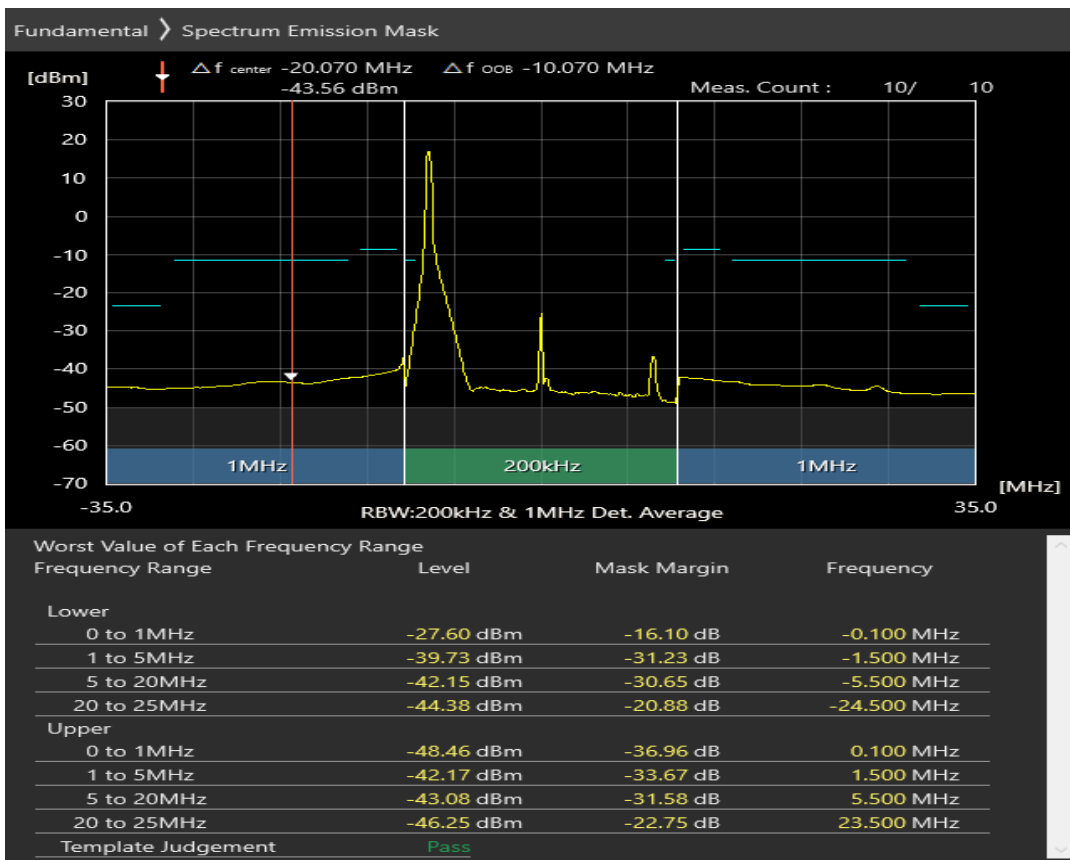 Fundamental 〉 Spectrum Emission Mask
△f center -20.070 MHz △f OOB -10.070 MHz
[dBm]
-43.56 dBm
Meas. Count : 10/ 10
30
20
10
0
-10
-20
-30
-40
-50
-60
1MHz 200kHz 1MHz
-70
[MHz]
-35.0 35.0
RBW:200kHz & 1MHz Det. Average
Worst Value of Each Frequency Range
Frequency Range Level Mask Margin Frequency
Lower
0 to 1MHz -27.60 dBm -16.10 dB -0.100 MHz
1 to 5MHz -39.73 dBm -31.23 dB -1.500 MHz
5 to 20MHz -42.15 dBm -30.65 dB -5.500 MHz
20 to 25MHz -44.38 dBm -20.88 dB -24.500 MHz
Upper
0 to 1MHz -48.46 dBm -36.96 dB 0.100 MHz
1 to 5MHz -42.17 dBm -33.67 dB 1.500 MHz
5 to 20MHz -43.08 dBm -31.58 dB 5.500 MHz
20 to 25MHz -46.25 dBm -22.75 dB 23.500 MHz
Template Judgement Pass